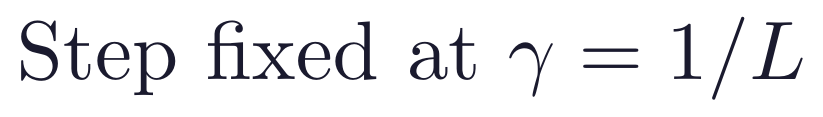 Step fixed at γ = 1/L